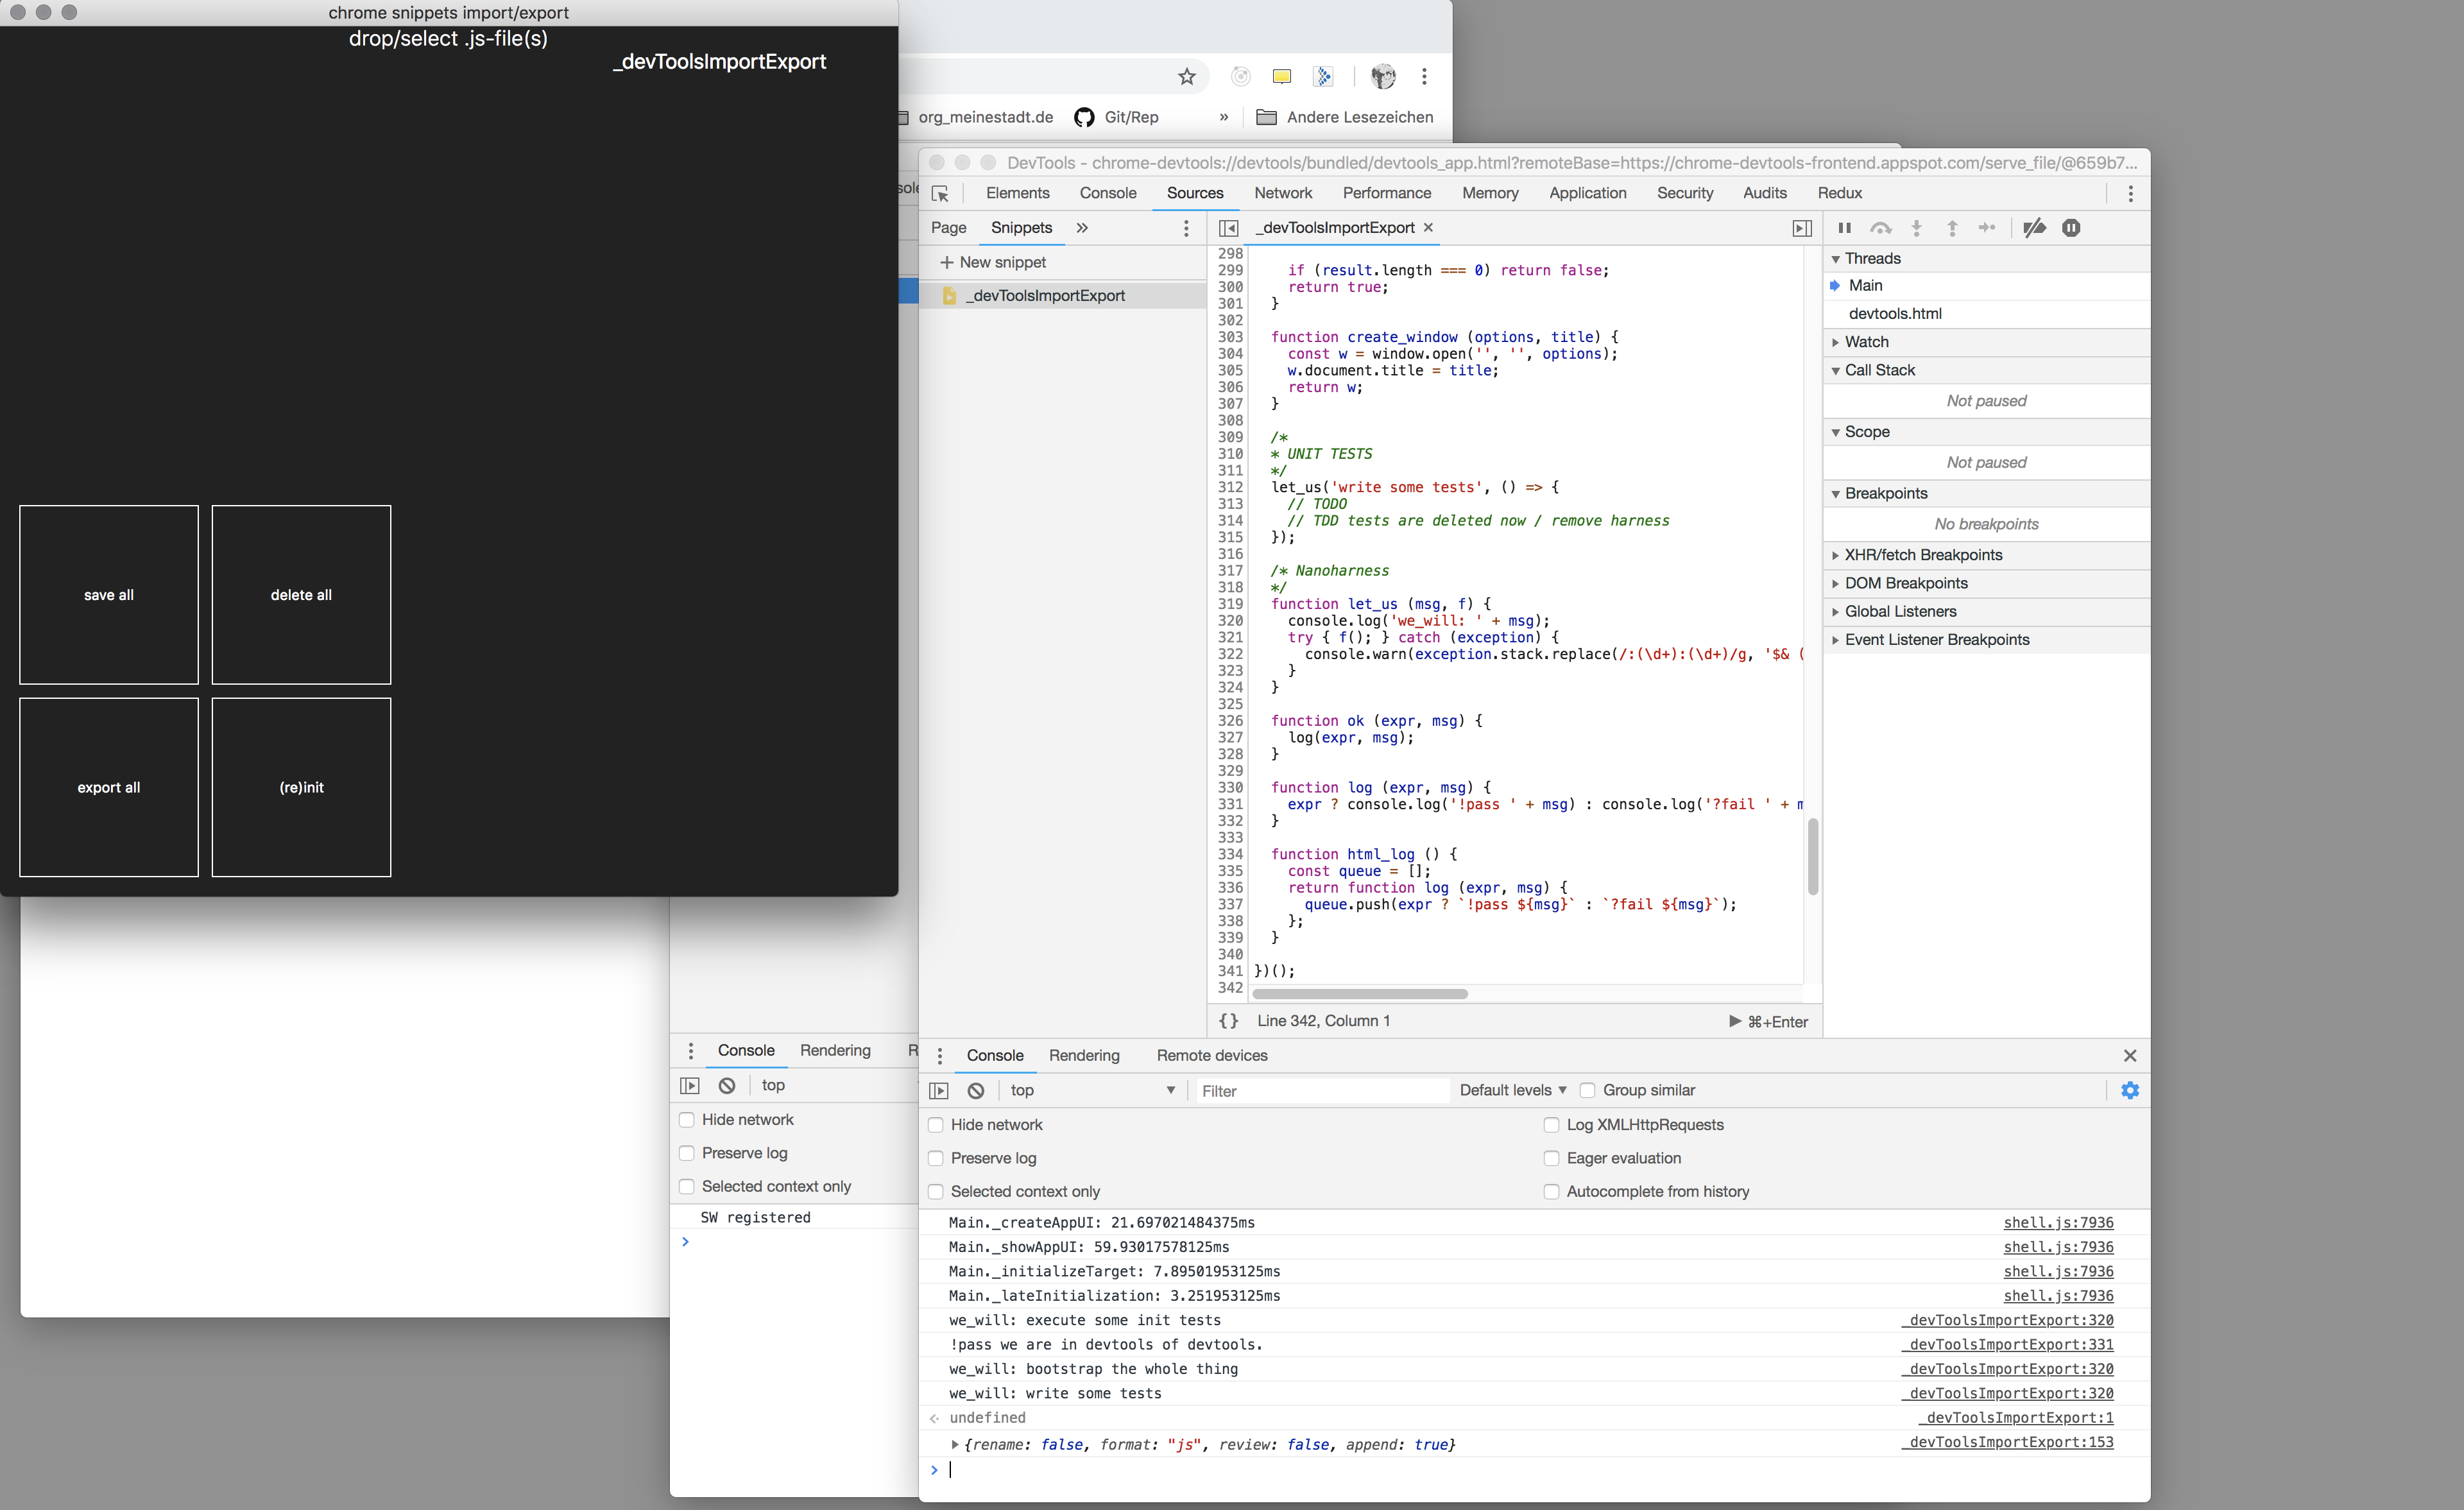 chrome snippets import/export
drop/select .js-file(s)
_devToolsImportExport
save all
delete all
export all
(re)init
org_meinestadt.de
Git/Rep
»
Andere Lesezeichen
DevTools - chrome-devtools://devtools/bundled/devtools_app.html?remoteBase=https://chrome-devtools-frontend.appspot.com/serve_file/@659b7...
Elements Console Sources Network Performance Memory Application Security Audits Redux
Page Snippets »
+ New snippet
_devToolsImportExport
_devToolsImportExport ×
298
299 if (result.length === 0) return false;
300 return true;
301 }
302
303 function create_window (options, title) {
304 const w = window.open('', '', options);
305 w.document.title = title;
306 return w;
307 }
308
309 /*
310 * UNIT TESTS
311 */
312 let_us('write some tests', () => {
313 // TODO
314 // TDD tests are deleted now / remove harness
315 });
316
317 /* Nanoharness
318 */
319 function let_us (msg, f) {
320 console.log('we_will: ' + msg);
321 try { f(); } catch (exception) {
322 console.warn(exception.stack.replace(/:(\d+):(\d+)/g, '$& (
323 }
324 }
325
326 function ok (expr, msg) {
327 log(expr, msg);
328 }
329
330 function log (expr, msg) {
331 expr ? console.log('!pass ' + msg) : console.log('?fail ' + m
332 }
333
334 function html_log () {
335 const queue = [];
336 return function log (expr, msg) {
337 queue.push(expr ? `!pass ${msg}` : `?fail ${msg}`);
338 };
339 }
340
341 })();
342
{} Line 342, Column 1
⌘+Enter
Threads
Main
devtools.html
Watch
Call Stack
Not paused
Scope
Not paused
Breakpoints
No breakpoints
XHR/fetch Breakpoints
DOM Breakpoints
Global Listeners
Event Listener Breakpoints
Console Rendering R
top
Hide network
Preserve log
Selected context only
SW registered
Console Rendering Remote devices
top Filter Default levels Group similar
Hide network Log XMLHttpRequests
Preserve log Eager evaluation
Selected context only Autocomplete from history
Main._createAppUI: 21.697021484375ms shell.js:7936
Main._showAppUI: 59.93017578125ms shell.js:7936
Main._initializeTarget: 7.89501953125ms shell.js:7936
Main._lateInitialization: 3.251953125ms shell.js:7936
we_will: execute some init tests _devToolsImportExport:320
!pass we are in devtools of devtools. _devToolsImportExport:331
we_will: bootstrap the whole thing _devToolsImportExport:320
we_will: write some tests _devToolsImportExport:320
undefined _devToolsImportExport:1
{rename: false, format: "js", review: false, append: true} _devToolsImportExport:153